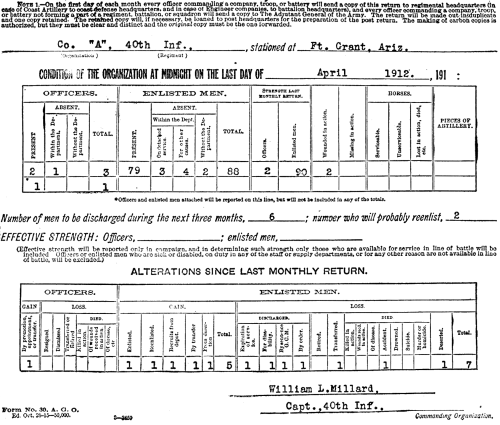 NOTE 1.—On the first day of each month every officer commanding a company, troop, or battery will send a copy of this return to regimental headquarters (in
case of Coast Artillery to coast-defense headquarters, and in case of Engineer companies, to battalion headquarters), and every officer commanding a company, troop,
or battery not forming a part of a regiment, battalion, or squadron will send a copy to The Adjutant General of the Army. The return will be made out in duplicate
and one copy retained. The retained copy will, if necessary, be loaned to post headquarters for the preparation of the post return. The making of carbon copies is
authorized, but they must be clear and distinct and the original copy must be the one forwarded.
Co. "A", 40th Inf., stationed at Ft. Grant, Ariz.
(Organization) (Regiment)
CONDITION OF THE ORGANIZATION AT MIDNIGHT ON THE LAST DAY OF April 1912. , 191 :
OFFICERS. ENLISTED MEN. STRENGTH LAST MONTHLY RETURN. HORSES. PIECES OF ARTILLERY.
PRESENT ABSENT. TOTAL. PRESENT ABSENT. TOTAL. Officers. Enlisted men. Wounded in action. Missing in action. Serviceable. Unserviceable. Lost in action, died, etc.
Within the Department. Without the Department. Within the Dept. On detached service. For other causes. Without the Department.
2 1 3 79 3 4 2 88 2 90 2
* 1 1
*Officers and enlisted men attached will be reported on this line, but will not be included in any of the totals.
Number of men to be discharged during the next three months, 6 ; number who will probably reenlist, 2
EFFECTIVE STRENGTH: Officers, ; enlisted men,
(Effective strength will be reported only in campaign, and in determining such strength only those who are available for service in line of battle will be
included Officers or enlisted men who are sick or disabled, on duty in any of the staff or supply departments, or for any other reason are not available in line
of battle, will be excluded.)
ALTERATIONS SINCE LAST MONTHLY RETURN.
OFFICERS. ENLISTED MEN.
GAIN LOSS. GAIN. LOSS.
By promotion, appointment, or transfer. Resigned Dismissed Transferred or Retired DIED. Killed in action Of wounds received in action Of disease, etc. Enlisted. Reenlisted. Recruits from depot. By transfer From desertion Total. DISCHARGED. Expiration of service. For disability. By sentence G.C.M. By order. Retired. Transferred. DIED Killed in action. Wounds, in action. Of disease. Accident. Drowned. Suicide. Murder or homicide. Deserted. Total.
1 1 1 1 1 1 5 1 1 1 1 1 1 1 7
William L.Millard,
Capt.,40th Inf.,
Form No. 30, A. G. O.
Ed. Oct. 28-15—50,000. 5—2459 Commanding Organization.